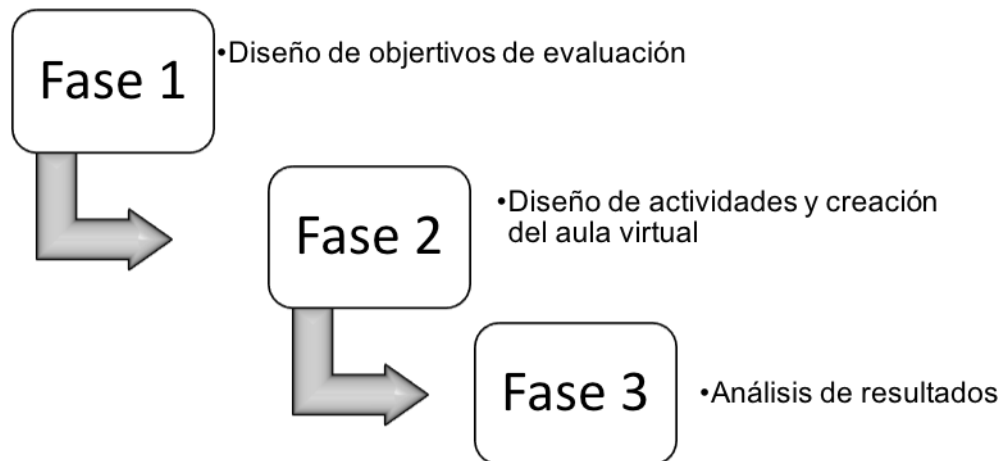 Fase 1
•Diseño de objertivos de evaluación
Fase 2
•Diseño de actividades y creación
del aula virtual
Fase 3
•Análisis de resultados